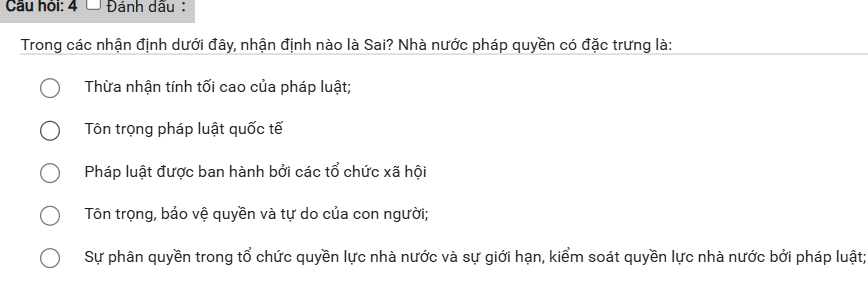 Câu hỏi: 4 Đánh dấu :
Trong các nhận định dưới đây, nhận định nào là Sai? Nhà nước pháp quyền có đặc trưng là:
Thừa nhận tính tối cao của pháp luật;
Tôn trọng pháp luật quốc tế
Pháp luật được ban hành bởi các tổ chức xã hội
Tôn trọng, bảo vệ quyền và tự do của con người;
Sự phân quyền trong tổ chức quyền lực nhà nước và sự giới hạn, kiểm soát quyền lực nhà nước bởi pháp luật;